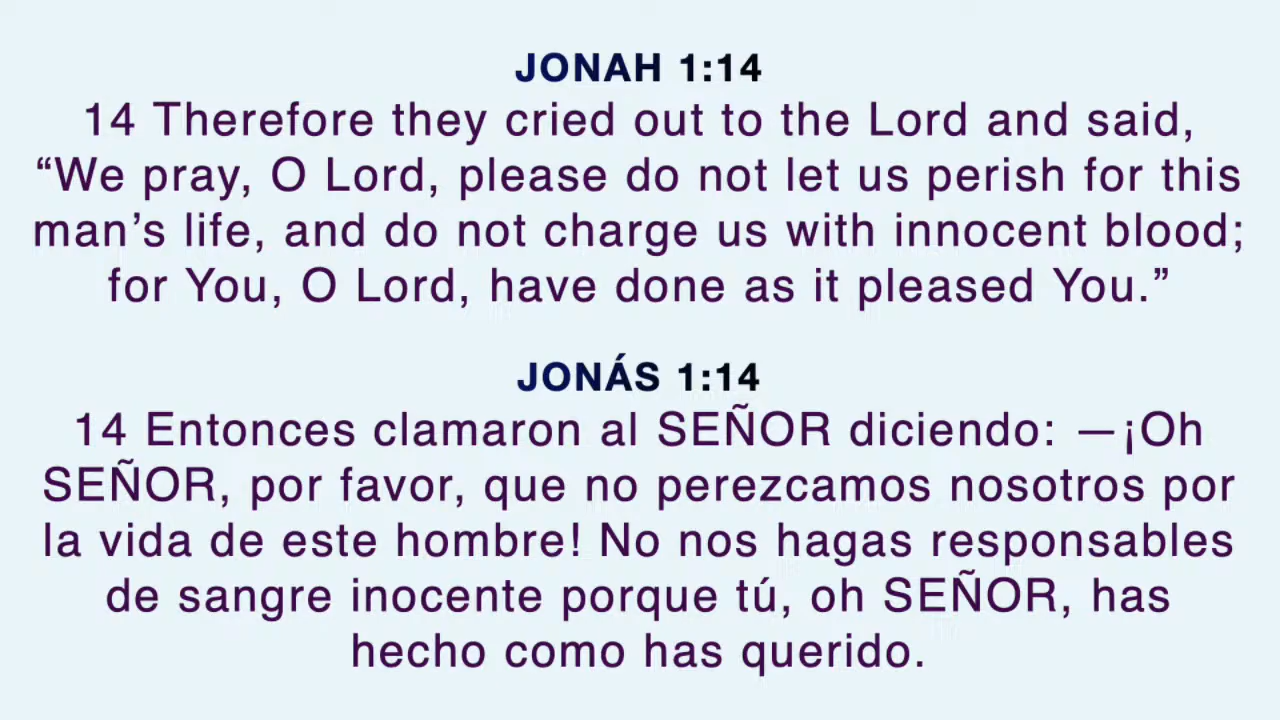 JONAH 1:14
14 Therefore they cried out to the Lord and said,
“We pray, O Lord, please do not let us perish for this
man’s life, and do not charge us with innocent blood;
for You, O Lord, have done as it pleased You.”
JONÁS 1:14
14 Entonces clamaron al SEÑOR diciendo: —¡Oh
SEÑOR, por favor, que no perezcamos nosotros por
la vida de este hombre! No nos hagas responsables
de sangre inocente porque tú, oh SEÑOR, has
hecho como has querido.